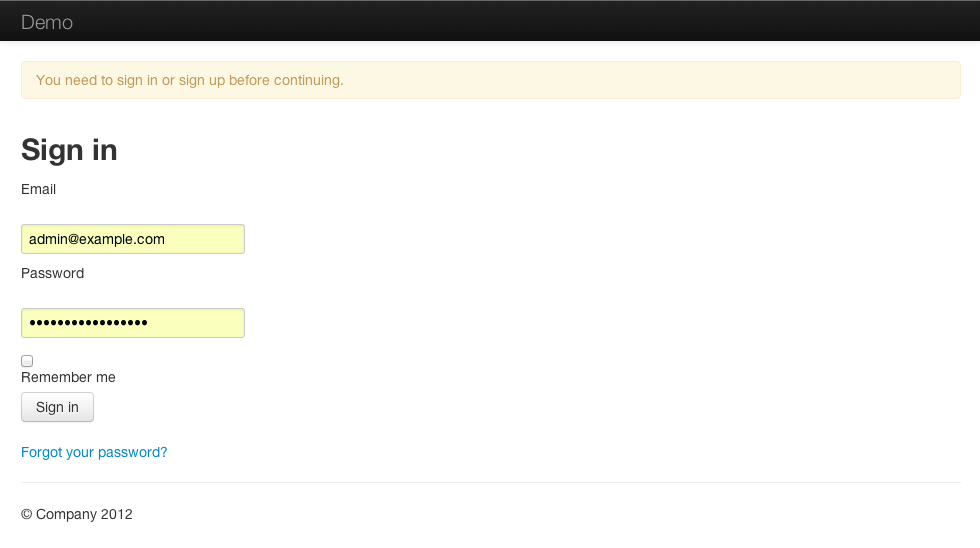 Demo
You need to sign in or sign up before continuing.
Sign in
Email
admin@example.com
Password
•••••••••••••••••
Remember me
Sign in
Forgot your password?
© Company 2012